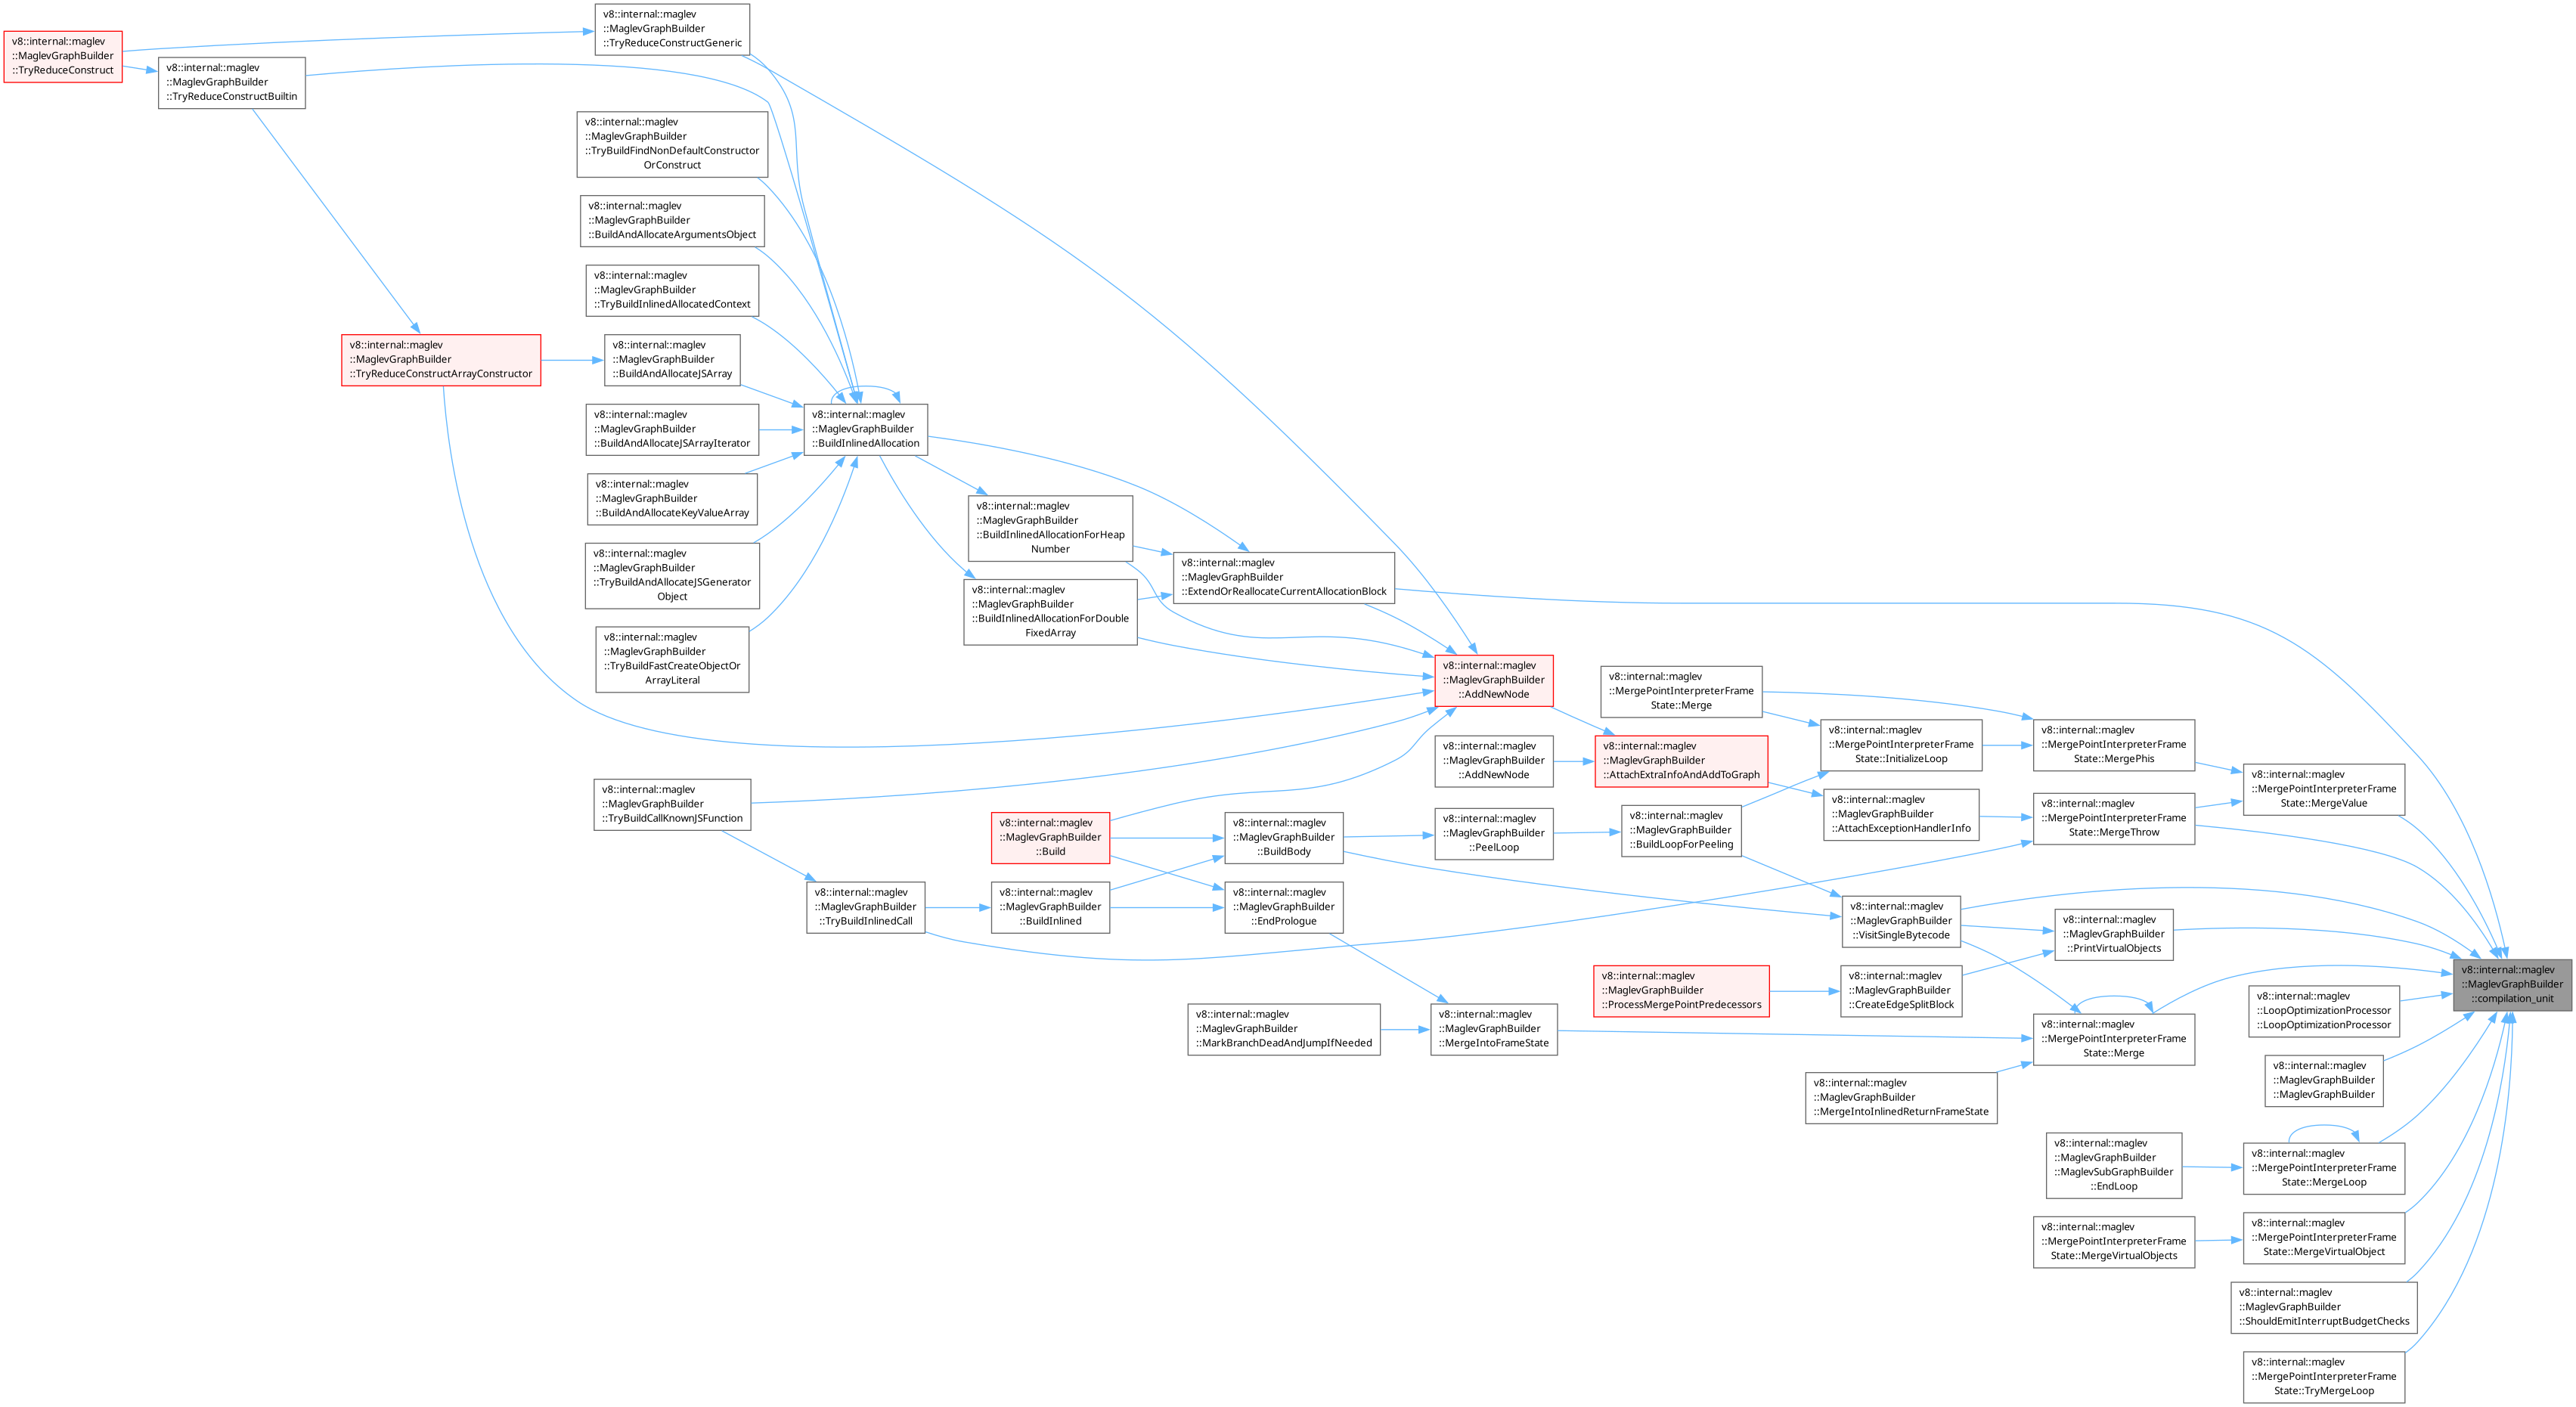 v8::internal::maglev
::MaglevGraphBuilder
::TryReduceConstruct
v8::internal::maglev
::MaglevGraphBuilder
::TryReduceConstructBuiltin
v8::internal::maglev
::MaglevGraphBuilder
::TryReduceConstructArrayConstructor
v8::internal::maglev
::MaglevGraphBuilder
::TryReduceConstructGeneric
v8::internal::maglev
::MaglevGraphBuilder
::TryBuildFindNonDefaultConstructor
OrConstruct
v8::internal::maglev
::MaglevGraphBuilder
::BuildAndAllocateArgumentsObject
v8::internal::maglev
::MaglevGraphBuilder
::TryBuildInlinedAllocatedContext
v8::internal::maglev
::MaglevGraphBuilder
::BuildAndAllocateJSArray
v8::internal::maglev
::MaglevGraphBuilder
::BuildAndAllocateJSArrayIterator
v8::internal::maglev
::MaglevGraphBuilder
::BuildAndAllocateKeyValueArray
v8::internal::maglev
::MaglevGraphBuilder
::TryBuildAndAllocateJSGenerator
Object
v8::internal::maglev
::MaglevGraphBuilder
::TryBuildFastCreateObjectOr
ArrayLiteral
v8::internal::maglev
::MaglevGraphBuilder
::TryBuildCallKnownJSFunction
v8::internal::maglev
::MaglevGraphBuilder
::BuildInlinedAllocation
v8::internal::maglev
::MaglevGraphBuilder
::TryBuildInlinedCall
v8::internal::maglev
::MaglevGraphBuilder
::BuildInlinedAllocationForHeap
Number
v8::internal::maglev
::MaglevGraphBuilder
::BuildInlinedAllocationForDouble
FixedArray
v8::internal::maglev
::MaglevGraphBuilder
::Build
v8::internal::maglev
::MaglevGraphBuilder
::BuildInlined
v8::internal::maglev
::MaglevGraphBuilder
::ExtendOrReallocateCurrentAllocationBlock
v8::internal::maglev
::MaglevGraphBuilder
::BuildBody
v8::internal::maglev
::MaglevGraphBuilder
::EndPrologue
v8::internal::maglev
::MaglevGraphBuilder
::MarkBranchDeadAndJumpIfNeeded
v8::internal::maglev
::MaglevGraphBuilder
::AddNewNode
v8::internal::maglev
::MaglevGraphBuilder
::AddNewNode
v8::internal::maglev
::MaglevGraphBuilder
::PeelLoop
v8::internal::maglev
::MaglevGraphBuilder
::MergeIntoFrameState
v8::internal::maglev
::MergePointInterpreterFrame
State::Merge
v8::internal::maglev
::MaglevGraphBuilder
::AttachExtraInfoAndAddToGraph
v8::internal::maglev
::MaglevGraphBuilder
::BuildLoopForPeeling
v8::internal::maglev
::MaglevGraphBuilder
::ProcessMergePointPredecessors
v8::internal::maglev
::MergePointInterpreterFrame
State::InitializeLoop
v8::internal::maglev
::MaglevGraphBuilder
::AttachExceptionHandlerInfo
v8::internal::maglev
::MaglevGraphBuilder
::VisitSingleBytecode
v8::internal::maglev
::MaglevGraphBuilder
::CreateEdgeSplitBlock
v8::internal::maglev
::MaglevGraphBuilder
::MergeIntoInlinedReturnFrameState
v8::internal::maglev
::MergePointInterpreterFrame
State::MergePhis
v8::internal::maglev
::MergePointInterpreterFrame
State::MergeThrow
v8::internal::maglev
::MaglevGraphBuilder
::PrintVirtualObjects
v8::internal::maglev
::MergePointInterpreterFrame
State::Merge
v8::internal::maglev
::MaglevGraphBuilder
::MaglevSubGraphBuilder
::EndLoop
v8::internal::maglev
::MergePointInterpreterFrame
State::MergeVirtualObjects
v8::internal::maglev
::MergePointInterpreterFrame
State::MergeValue
v8::internal::maglev
::LoopOptimizationProcessor
::LoopOptimizationProcessor
v8::internal::maglev
::MaglevGraphBuilder
::MaglevGraphBuilder
v8::internal::maglev
::MergePointInterpreterFrame
State::MergeLoop
v8::internal::maglev
::MergePointInterpreterFrame
State::MergeVirtualObject
v8::internal::maglev
::MaglevGraphBuilder
::ShouldEmitInterruptBudgetChecks
v8::internal::maglev
::MergePointInterpreterFrame
State::TryMergeLoop
v8::internal::maglev
::MaglevGraphBuilder
::compilation_unit